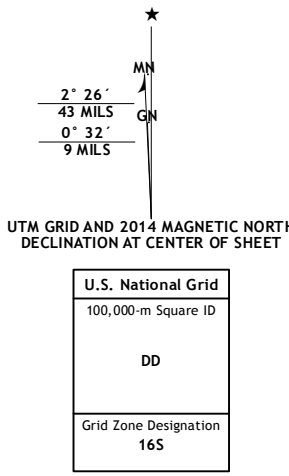 MN
2° 26´
43 MILS
GN
0° 32´
9 MILS
UTM GRID AND 2014 MAGNETIC NORTH
DECLINATION AT CENTER OF SHEET
U.S. National Grid
100,000-m Square ID
DD
Grid Zone Designation
16S